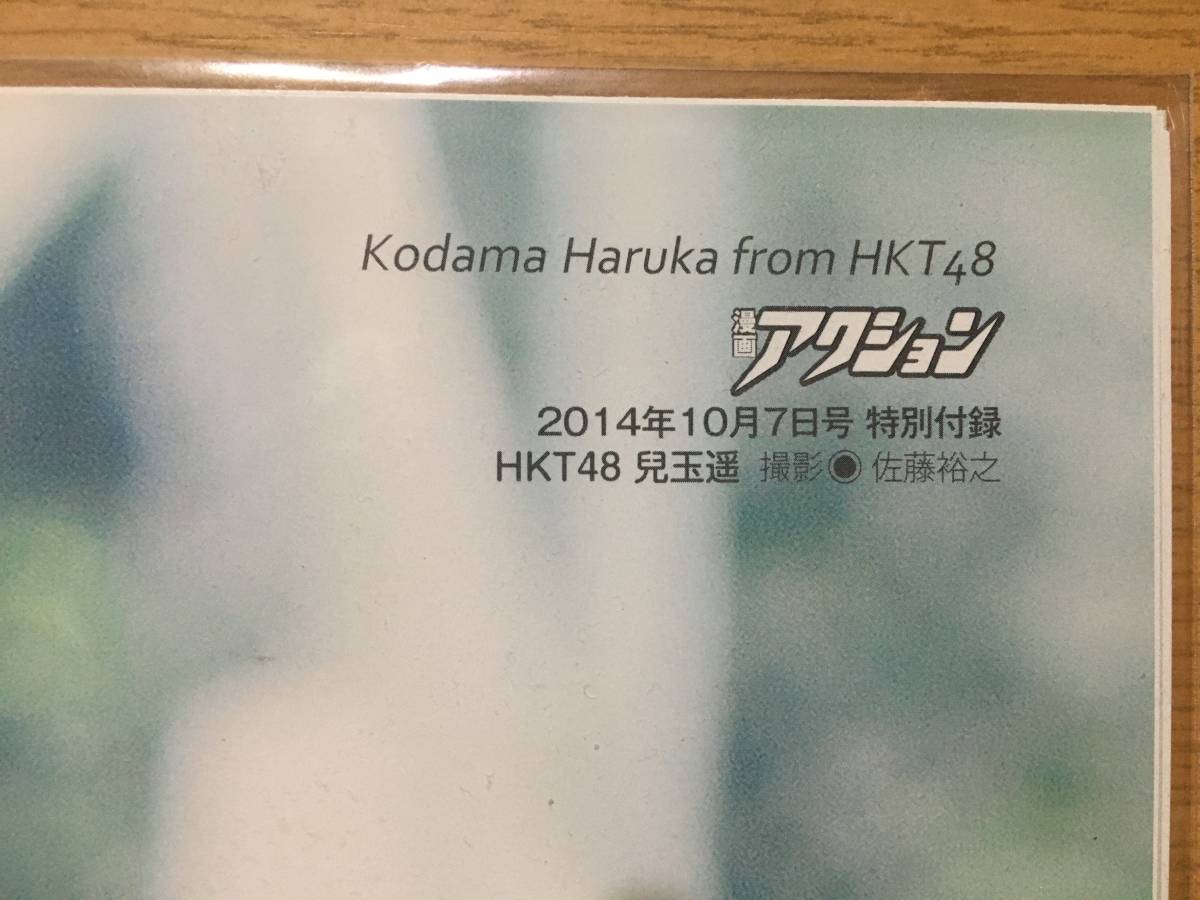 Kodama Haruka from HKT48
漫画アクション
2014年10月7日号 特別付録
HKT48 兒玉遥 撮影◉佐藤裕之